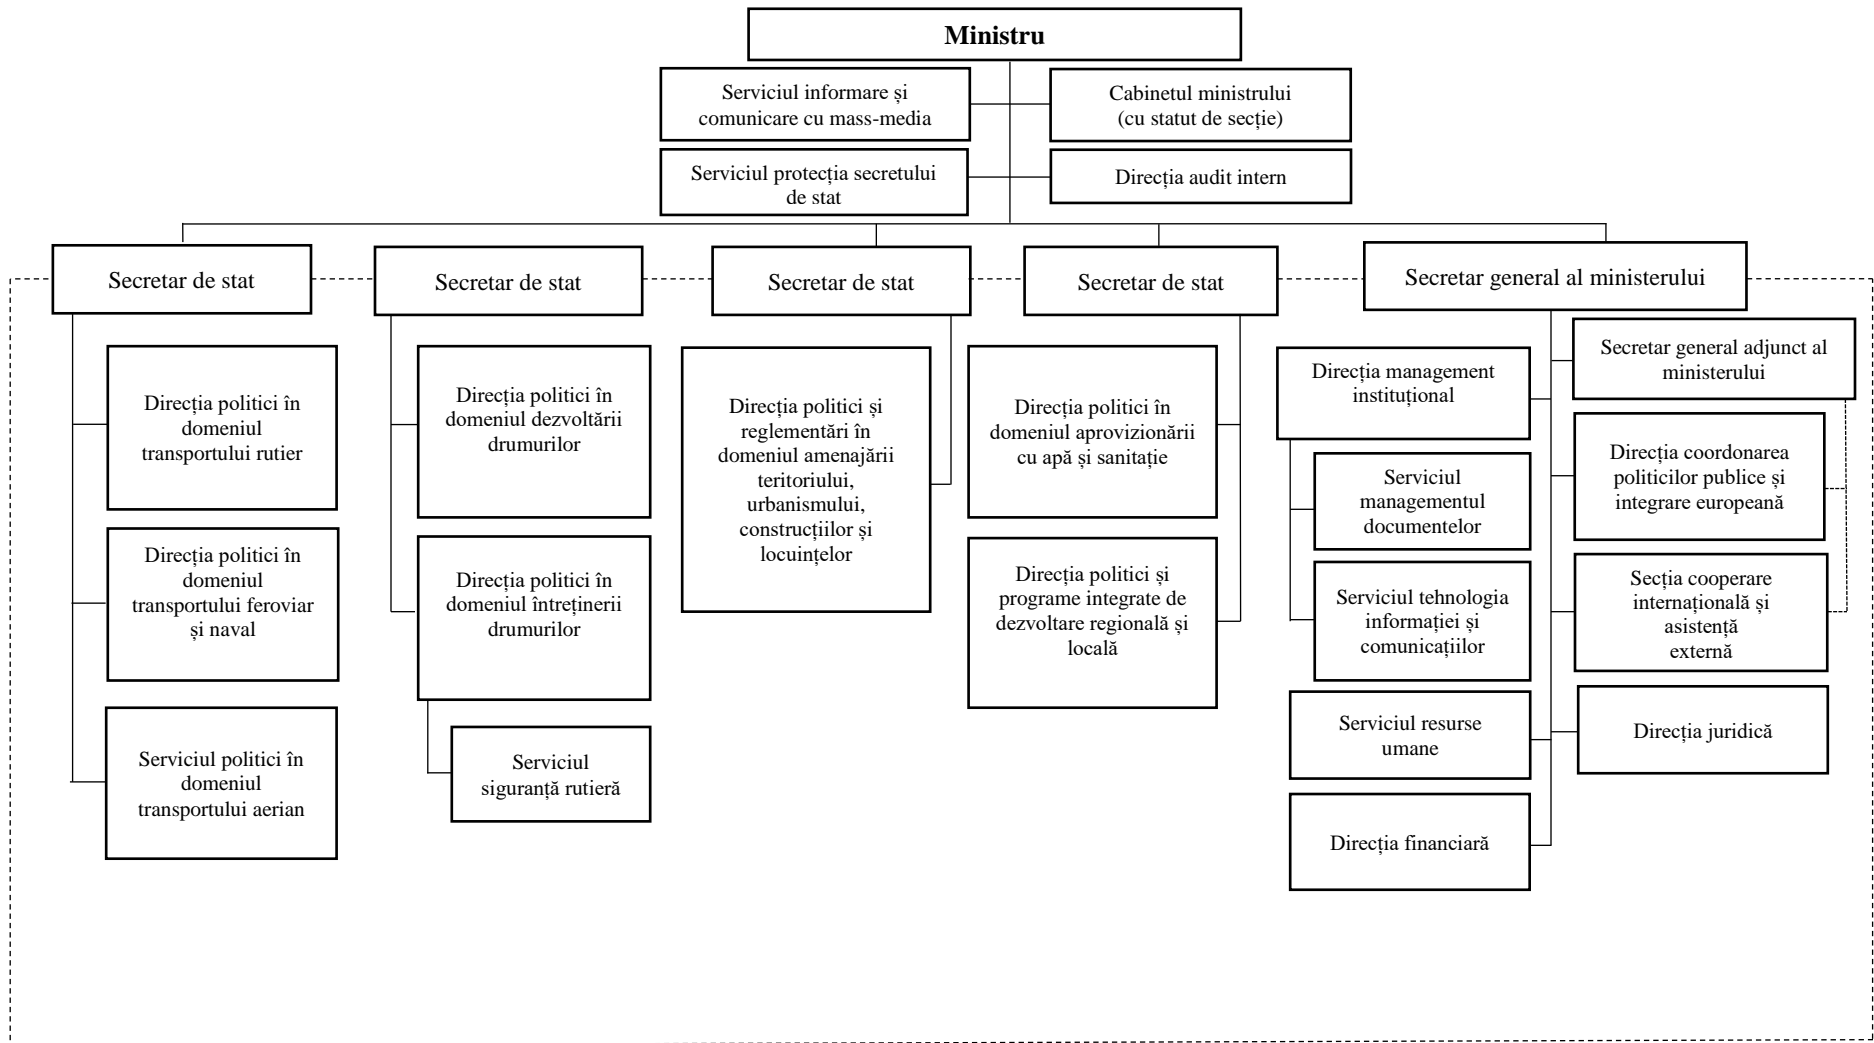 Ministru
Serviciul informare și
comunicare cu mass-media
Cabinetul ministrului
(cu statut de secție)
Serviciul protecția secretului
de stat
Direcția audit intern
Secretar de stat
Secretar de stat
Secretar de stat
Secretar de stat
Secretar general al ministerului
Direcția politici în
domeniul
transportului rutier
Direcția politici în
domeniul
transportului feroviar
și naval
Serviciul politici în
domeniul
transportului aerian
Direcția politici în
domeniul dezvoltării
drumurilor
Direcția politici în
domeniul întreținerii
drumurilor
Serviciul
siguranță rutieră
Direcția politici și
reglementări în
domeniul amenajării
teritoriului,
urbanismului,
construcțiilor și
locuințelor
Direcția politici în
domeniul aprovizionării
cu apă și sanitație
Direcția politici și
programe integrate de
dezvoltare regională și
locală
Direcția management
instituțional
Serviciul
managementul
documentelor
Serviciul tehnologia
informației și
comunicațiilor
Serviciul resurse
umane
Direcția financiară
Secretar general adjunct al
ministerului
Direcția coordonarea
politicilor publice și
integrare europeană
Secția cooperare
internațională și
asistență
externă
Direcția juridică